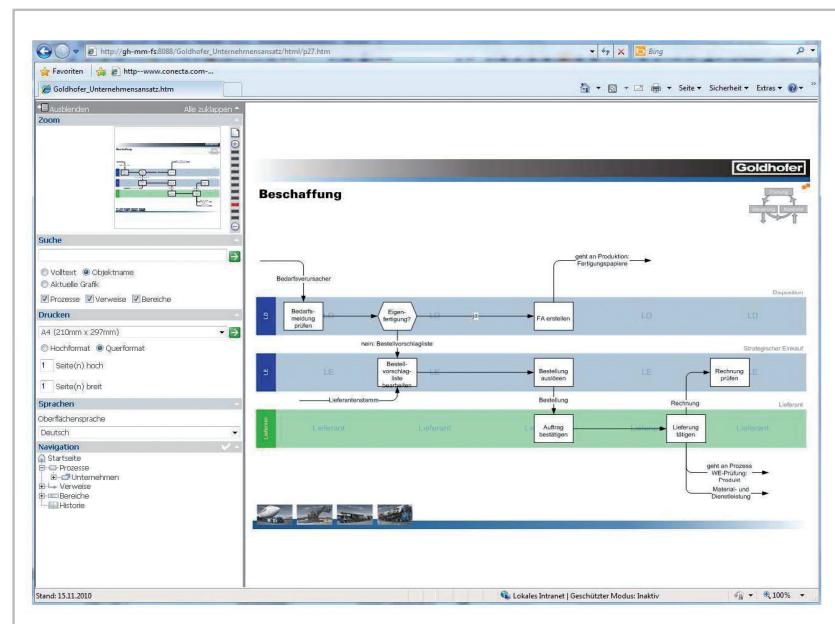 http://gh-mm-fs:8088/Goldhofer_Unternehmensansatz/html/p27.htm
Bing
Favoriten
http--www.conecta.com-...
Goldhofer_Unternehmensansatz.htm
Seite
Sicherheit
Extras
Ausblenden
Alle zuklappen
Zoom
Suche
Volltext
Objektname
Aktuelle Grafik
Prozesse
Verweise
Bereiche
Drucken
A4 (210mm x 297mm)
Hochformat
Querformat
1 Seite(n) hoch
1 Seite(n) breit
Sprachen
Oberflächensprache
Deutsch
Navigation
Startseite
Prozesse
Unternehmen
Verweise
Bereiche
Historie
Goldhofer
Beschaffung
geht an Produktion:
Fertigungspapiere
Bedarfsverursacher
Disposition
LD
Bedarfs-
meldung
prüfen
LD
Eigen-
fertigung?
LD
FA erstellen
LD
LD
nein: Bestellvorschlagliste
Strategischer Einkauf
LE
Bestell-
vorschlag-
liste
bearbeiten
LE
Bestellung
auslösen
LE
Rechnung
prüfen
LE
Lieferantenstamm
Bestellung
Rechnung
Lieferant
Lieferant
Lieferant
Lieferant
Auftrag
bestätigen
Lieferung
tätigen
Lieferant
geht an Prozess
WE-Prüfung:
Produkt
Material- und
Dienstleistung
Stand: 15.11.2010
Lokales Intranet | Geschützter Modus: Inaktiv
100%